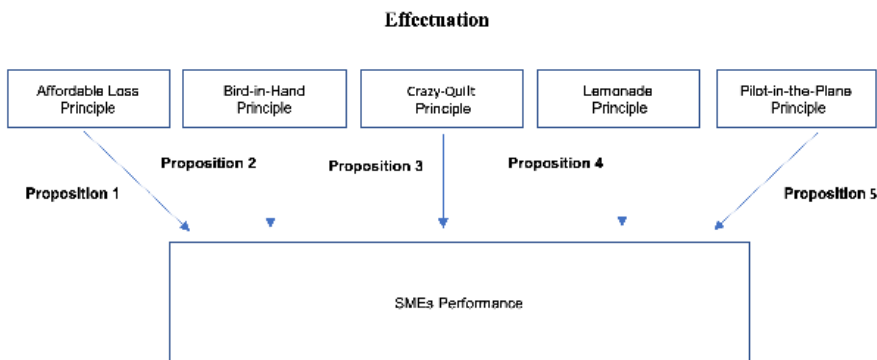 Effectuation
Affordable Loss
Principle
Bird-in-Hand
Principle
Crazy-Quilt
Principle
Lemonade
Principle
Pilot-in-the-Plane
Principle
Proposition 1
Proposition 2
Proposition 3
Proposition 4
Proposition 5
SMEs Performance